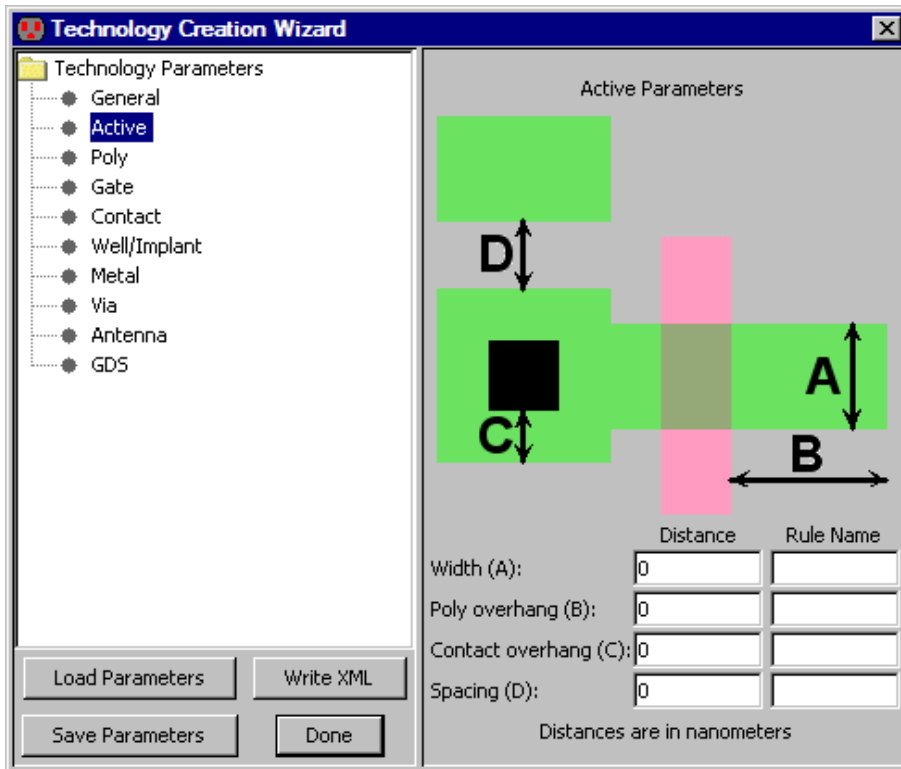 Technology Creation Wizard
Technology Parameters
General
Active
Poly
Gate
Contact
Well/Implant
Metal
Via
Antenna
GDS
Load Parameters
Write XML
Save Parameters
Done
Active Parameters
D
A
C
B
Distance Rule Name
Width (A): 0
Poly overhang (B): 0
Contact overhang (C): 0
Spacing (D): 0
Distances are in nanometers